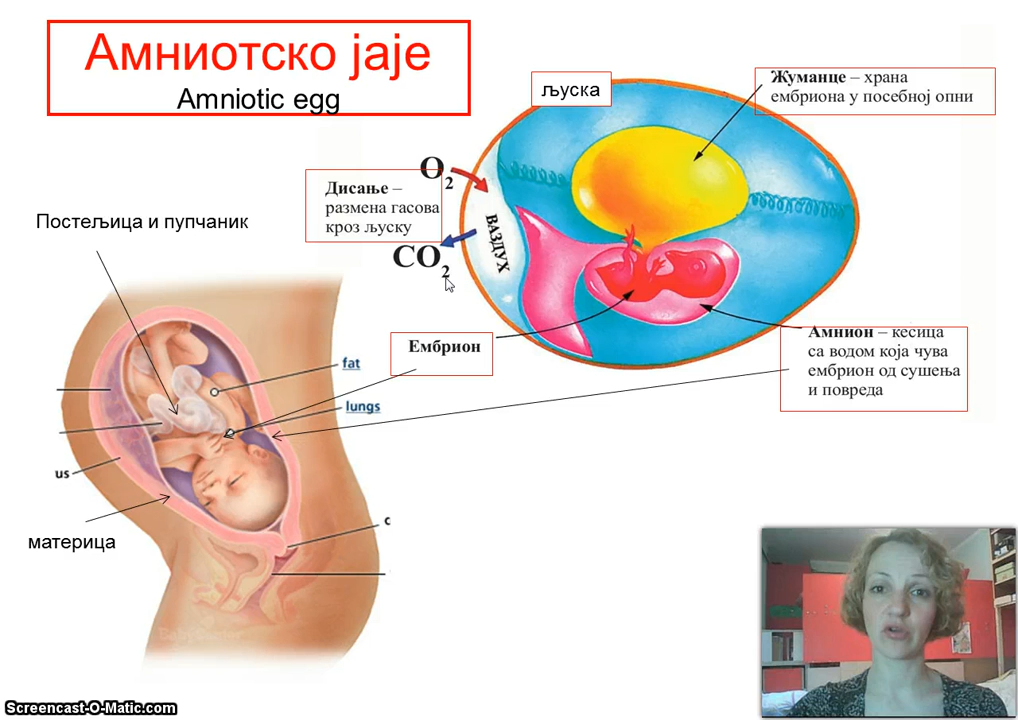 Амниотско јаје
Amniotic egg
љуска
Жуманце – храна
ембриона у посебној опни
O2
Дисање –
размена гасова
кроз љуску
ВАЗДУХ
CO2
Постељица и пупчаник
Ембрион
Амнион – кесица
са водом која чува
ембрион од сушења
и повреда
fat
lungs
us
материца
c
Screencast-O-Matic.com